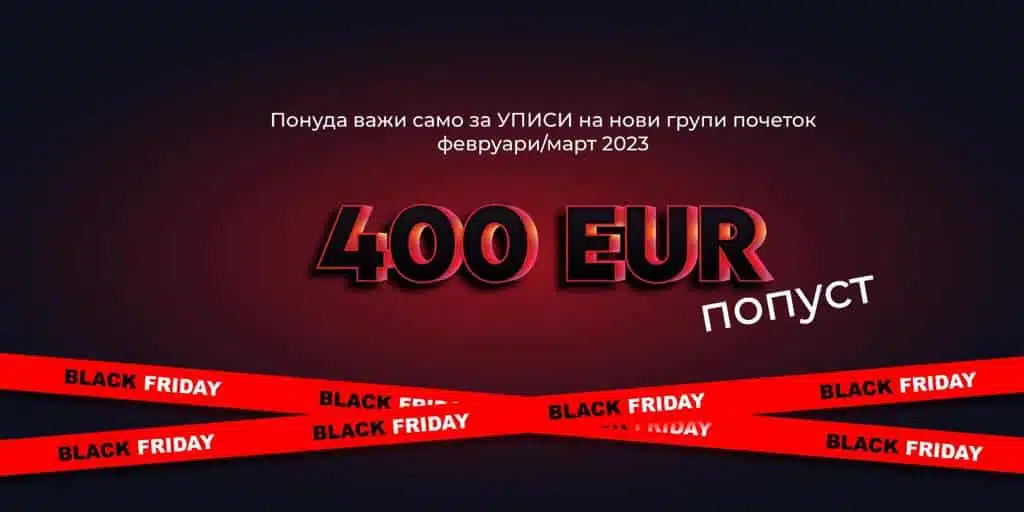 Понуда важи само за УПИСИ на нови групи почеток
февруари/март 2023
400 EUR
попуст
BLACK FRIDAY
BLACK
BLACK FRIDAY
BLACK FRIDAY
BLACK FRIDAY
BLACK FRIDAY
FRIDAY
BLACK FRIDAY